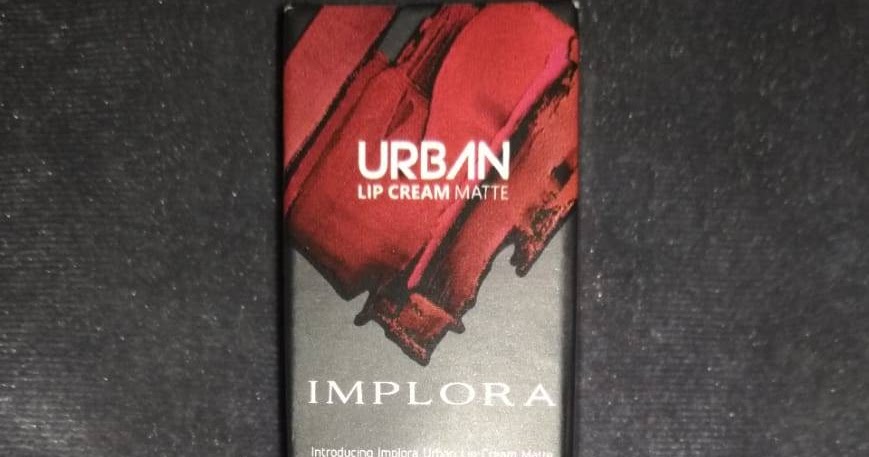 URBAN
LIP CREAM MATTE
IMPLORA
Introducing Implora Urban Lip Cream Matte